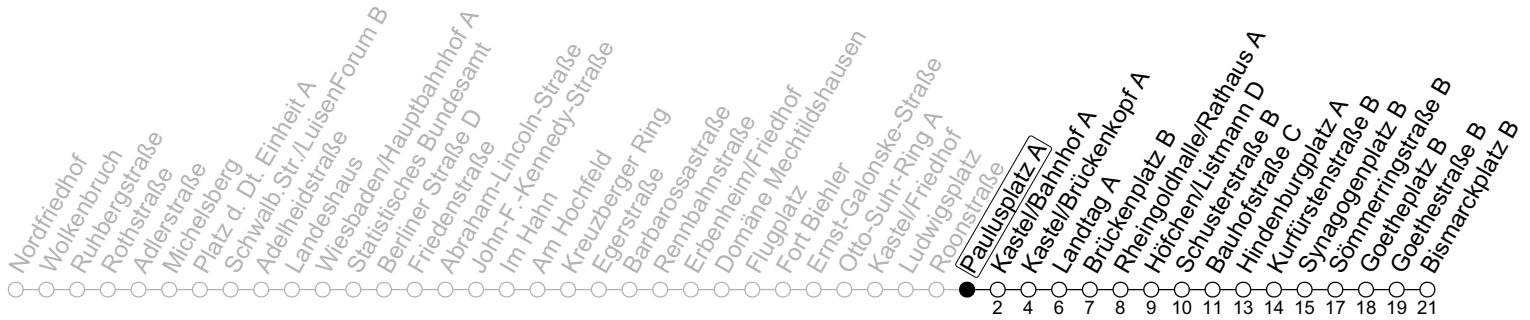 Nordfriedhof
Wolkenbruch
Ruhbergstraße
Rothstraße
Adlerstraße
Michelsberg
Platz d. Dt. Einheit A
Schwalb.Str./LuisenForum B
Adelheidstraße
Landeshaus
Wiesbaden/Hauptbahnhof A
Statistisches Bundesamt
Berliner Straße D
Friedenstraße
Abraham-Lincoln-Straße
John-F.-Kennedy-Straße
Im Hahn
Am Hochfeld
Kreuzberger Ring
Egerstraße
Barbarossastraße
Rennbahnstraße
Erbenheim/Friedhof
Domäne Mechtildshausen
Flugplatz
Fort Biehler
Ernst-Galonske-Straße
Otto-Suhr-Ring A
Kastel/Friedhof
Ludwigsplatz
Roonstraße
Paulusplatz A
Kastel/Bahnhof A
Kastel/Brückenkopf A
Landtag A
Brückenplatz B
Rheingoldhalle/Rathaus A
Höfchen/Listmann D
Schusterstraße B
Bauhofstraße C
Hindenburgplatz A
Kurfürstenstraße B
Synagogenplatz B
Sömmerringstraße B
Goetheplatz B
Goethestraße B
Bismarckplatz B
2 4 6 7 8 9 10 11 13 14 15 17 18 19 21